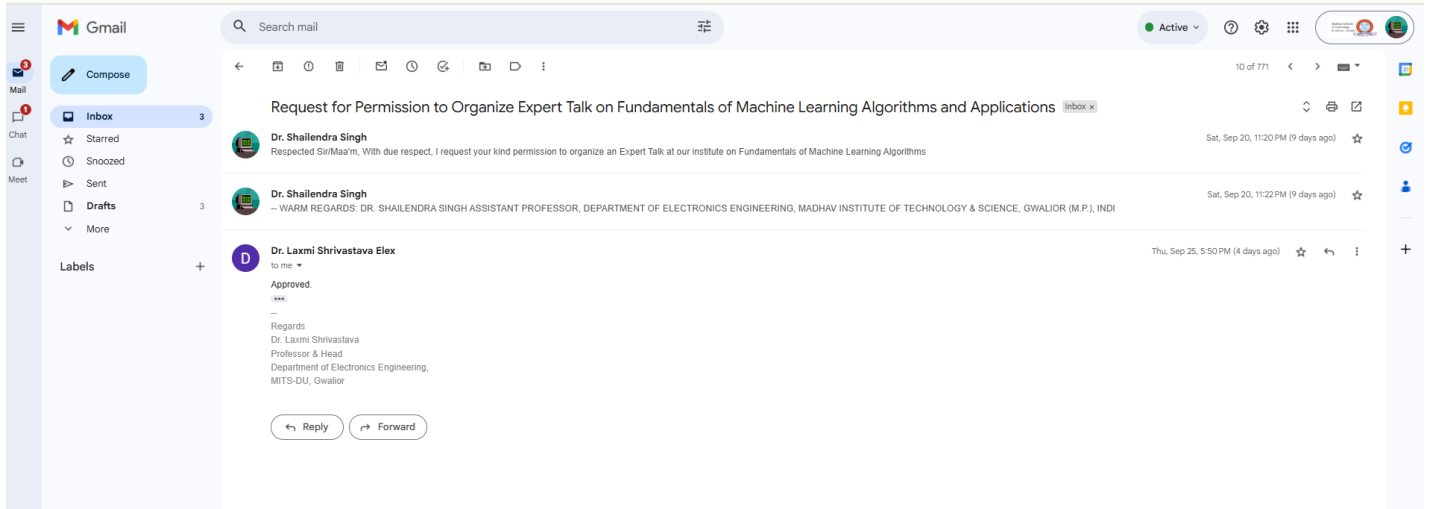 Gmail
Search mail
Active
3
Mail
Compose
10 of 771
Request for Permission to Organize Expert Talk on Fundamentals of Machine Learning Algorithms and Applications Inbox x
1
Chat
Inbox 3
Starred
Dr. Shailendra Singh Sat, Sep 20, 11:20 PM (9 days ago)
Respected Sir/Maa'm, With due respect, I request your kind permission to organize an Expert Talk at our institute on Fundamentals of Machine Learning Algorithms
Meet
Snoozed
Sent
Drafts 3
More
Labels +
Dr. Shailendra Singh Sat, Sep 20, 11:22 PM (9 days ago)
-- WARM REGARDS: DR. SHAILENDRA SINGH ASSISTANT PROFESSOR, DEPARTMENT OF ELECTRONICS ENGINEERING, MADHAV INSTITUTE OF TECHNOLOGY & SCIENCE, GWALIOR (M.P.), INDI
D
Dr. Laxmi Shrivastava Elex Thu, Sep 25, 5:50 PM (4 days ago)
to me
Approved.
--
Regards
Dr. Laxmi Shrivastava
Professor & Head
Department of Electronics Engineering,
MITS-DU, Gwalior
Reply Forward
31